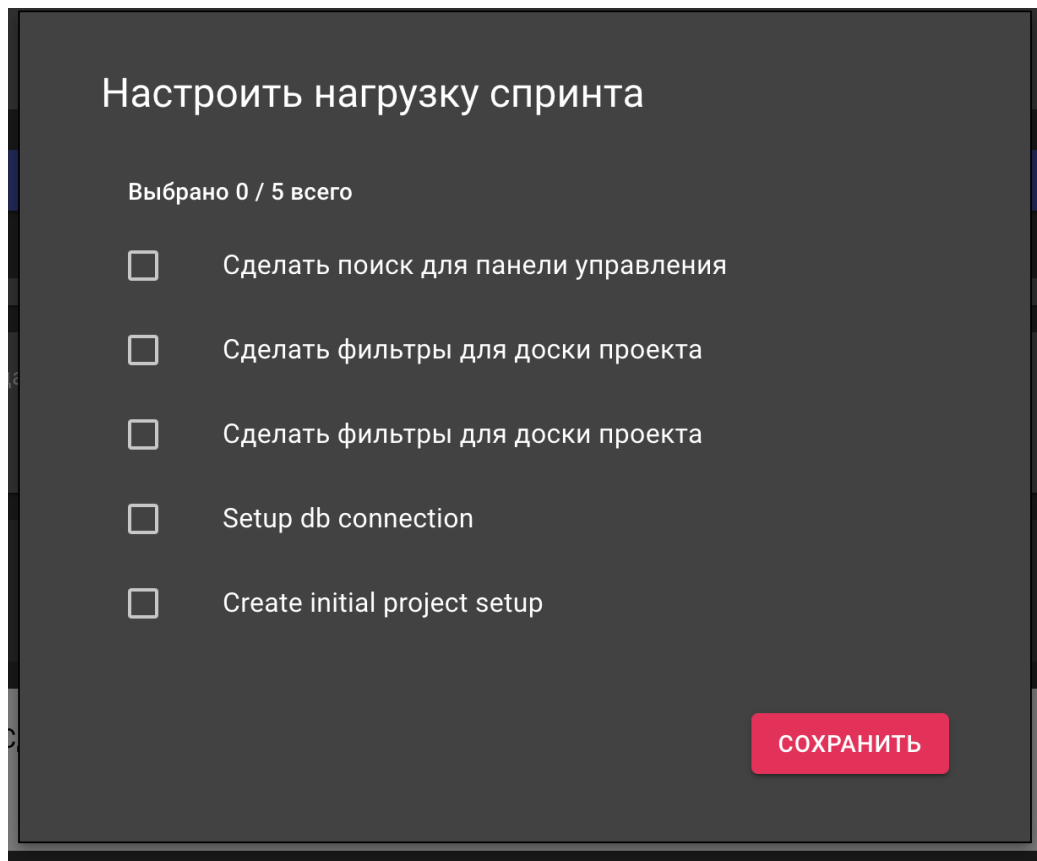 Настроить нагрузку спринта
Выбрано 0 / 5 всего
Сделать поиск для панели управления
Сделать фильтры для доски проекта
Сделать фильтры для доски проекта
Setup db connection
Create initial project setup
СОХРАНИТЬ